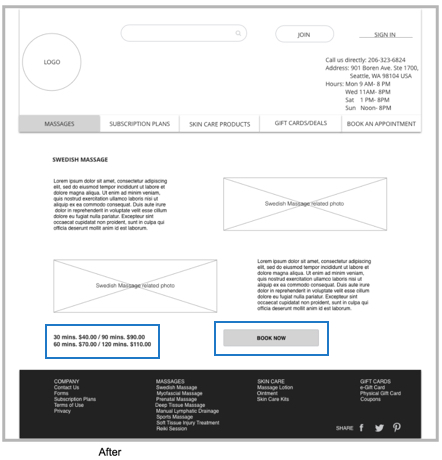 JOIN
SIGN IN
LOGO
Call us directly: 206-323-6824
Address: 901 Boren Ave. Ste 1700,
Seattle, WA 98104 USA
Hours: Mon 9 AM- 8 PM
Wed 11AM- 8PM
Sat 1 PM- 8PM
Sun Noon- 8PM
MASSAGES
SUBSCRIPTION PLANS
SKIN CARE PRODUCTS
GIFT CARDS/DEALS
BOOK AN APPOINTMENT
SWEDISH MASSAGE
Lorem ipsum dolor sit amet, consectetur adipiscing
elit, sed do eiusmod tempor incididunt ut labore et
dolore magna aliqua. Ut enim ad minim veniam,
quis nostrud exercitation ullamco laboris nisi ut
aliquip ex ea commodo consequat. Duis aute irure
dolor in reprehenderit in voluptate velit esse cillum
dolore eu fugiat nulla pariatur. Excepteur sint
occaecat cupidatat non proident, sunt in culpa qui
officia deserunt mollit anim id est laborum.
Swedish Massage related photo
Swedish Massage related photo
Lorem ipsum dolor sit amet, consectetur adipiscing
elit, sed do eiusmod tempor incididunt ut labore et
dolore magna aliqua. Ut enim ad minim veniam,
quis nostrud exercitation ullamco laboris nisi ut
aliquip ex ea commodo consequat. Duis aute irure
dolor in reprehenderit in voluptate velit esse cillum
dolore eu fugiat nulla pariatur. Excepteur sint
occaecat cupidatat non proident, sunt in culpa qui
officia deserunt mollit anim id est laborum.
30 mins. $40.00 / 90 mins. $90.00
60 mins. $70.00 / 120 mins. $110.00
BOOK NOW
COMPANY
Contact Us
Forms
Subscription Plans
Terms of Use
Privacy
MASSAGES
Swedish Massage
Myofascial Massage
Prenatal Massage
Deep Tissue Massage
Manual Lymphatic Drainage
Sports Massage
Soft Tissue Injury Treatment
Reiki Session
SKIN CARE
Massage Lotion
Ointment
Skin Care Kits
GIFT CARDS
e-Gift Card
Physical Gift Card
Coupons
SHARE
After